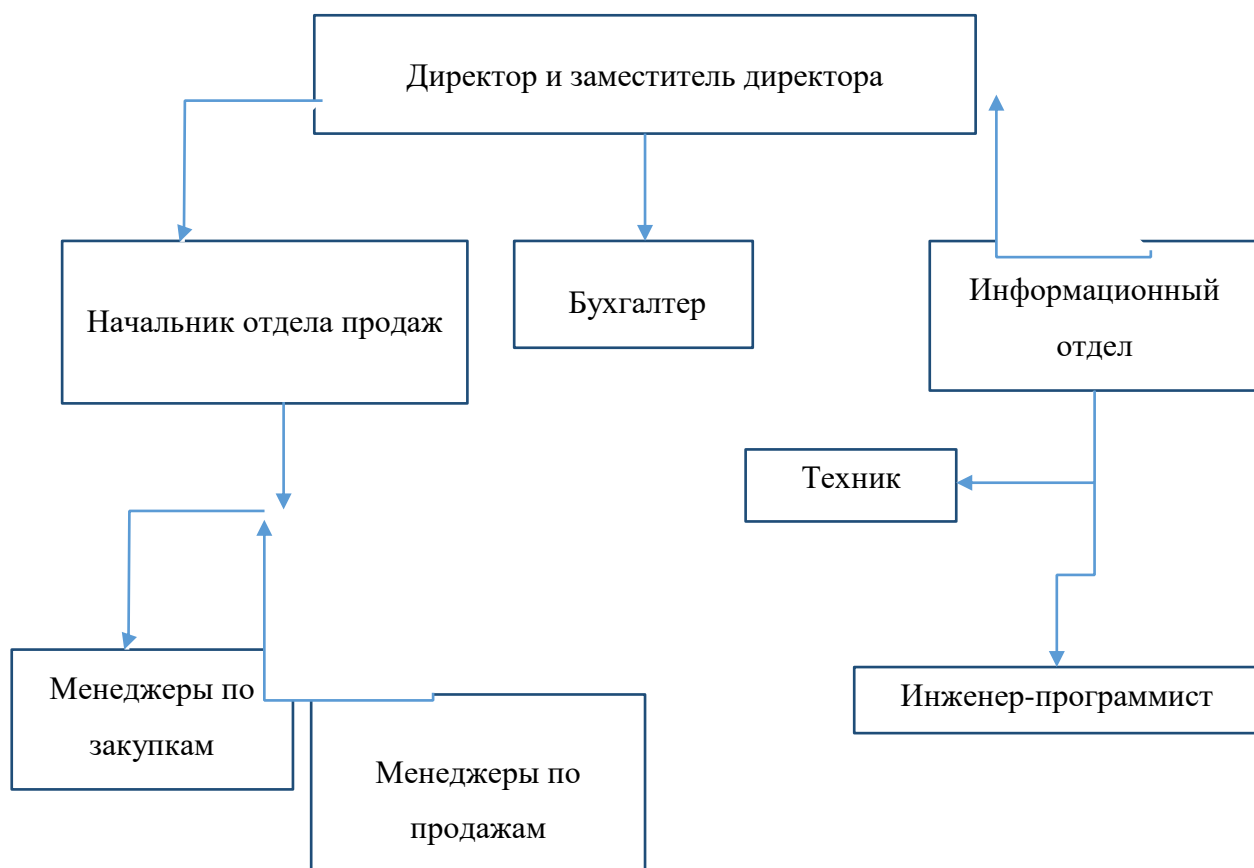 Директор и заместитель директора
Начальник отдела продаж
Бухгалтер
Информационный
отдел
Техник
Менеджеры по
закупкам
Менеджеры по
продажам
Инженер-программист